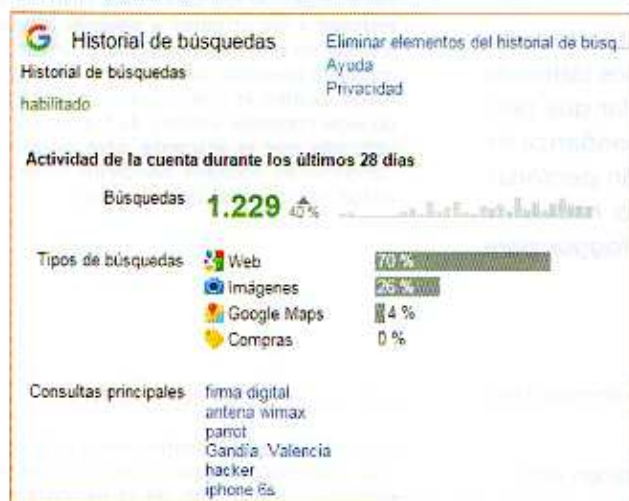 Historial de búsquedas
Eliminar elementos del historial de búsq...
Historial de búsquedas
Ayuda
habilitado
Privacidad
Actividad de la cuenta durante los últimos 28 días
Búsquedas 1.229 40 %
Tipos de búsquedas Web 70 %
Imágenes 26 %
Google Maps 4 %
Compras 0 %
Consultas principales firma digital
antena wimax
parrot
Gandía, Valencia
hacker
iphone 6s